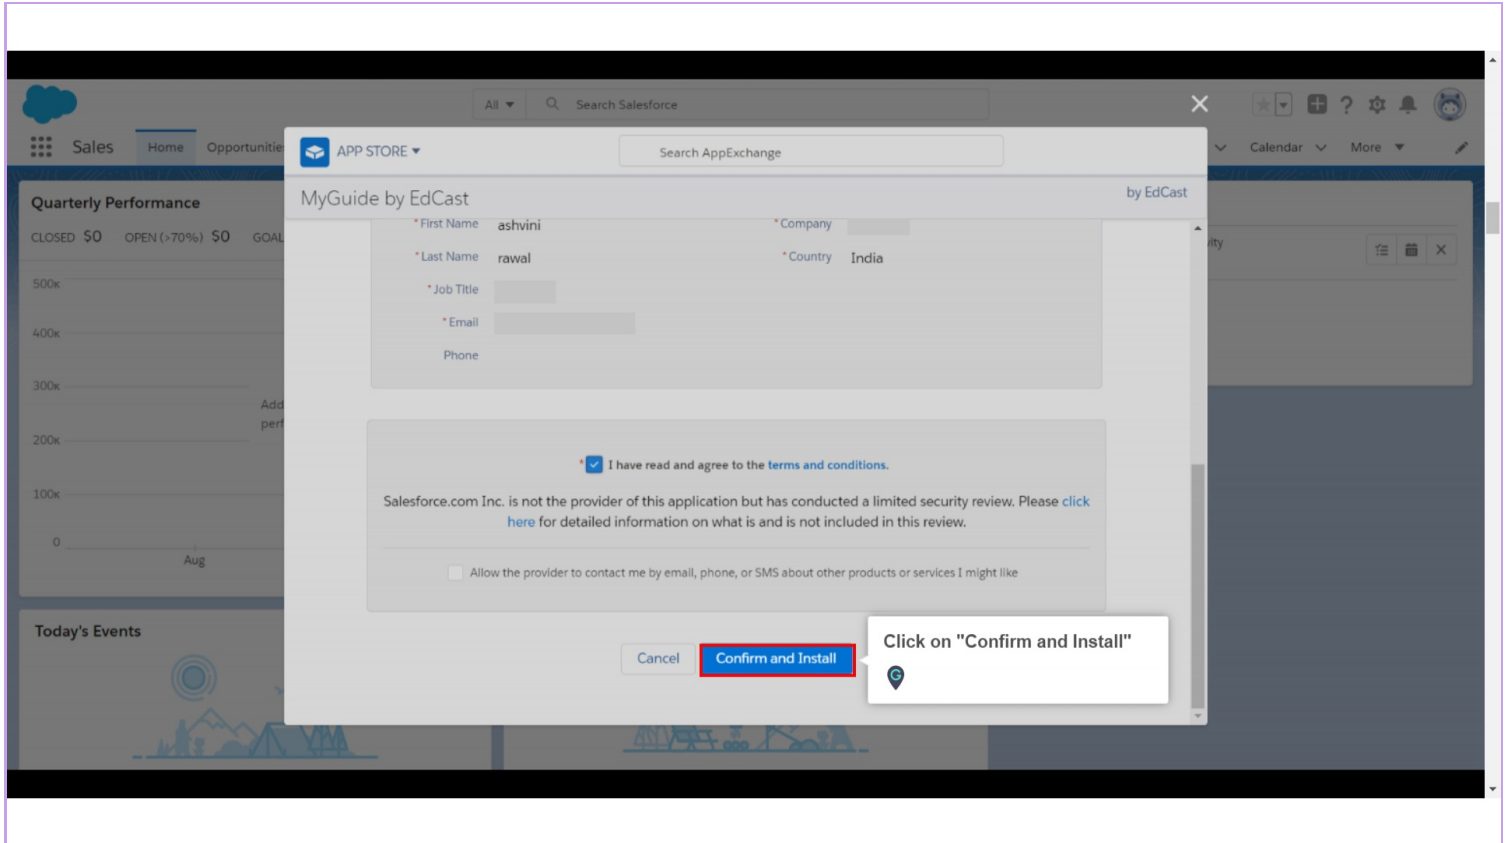 All Search Salesforce
Sales Home Opportunitie Calendar More
APP STORE Search AppExchange
MyGuide by EdCast by EdCast
Quarterly Performance
CLOSED $0 OPEN (>70%) $0 GOAL
*First Name ashvini *Company
*Last Name rawal *Country India
*Job Title
*Email
Phone
500K
400K
300K
200K
100K
0
Aug
Add
perf
I have read and agree to the terms and conditions.
Salesforce.com Inc. is not the provider of this application but has conducted a limited security review. Please click
here for detailed information on what is and is not included in this review.
Allow the provider to contact me by email, phone, or SMS about other products or services I might like
Cancel Confirm and Install
Click on "Confirm and Install"
G
Today's Events